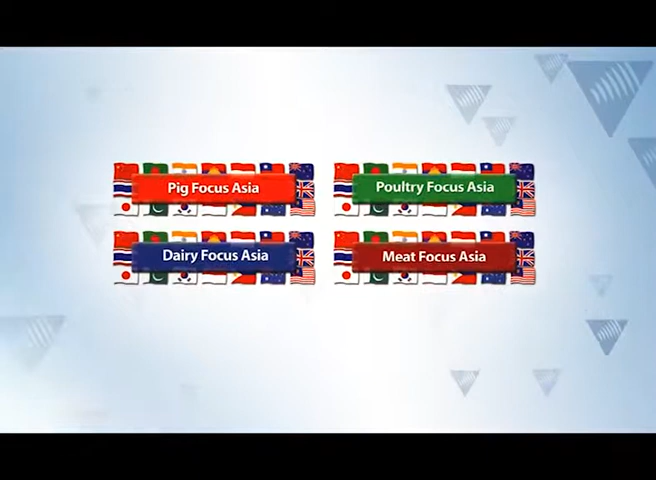 Pig Focus Asia
Poultry Focus Asia
Dairy Focus Asia
Meat Focus Asia